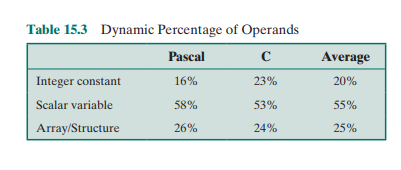 Table 15.3 Dynamic Percentage of Operands
Pascal C Average
Integer constant 16% 23% 20%
Scalar variable 58% 53% 55%
Array/Structure 26% 24% 25%